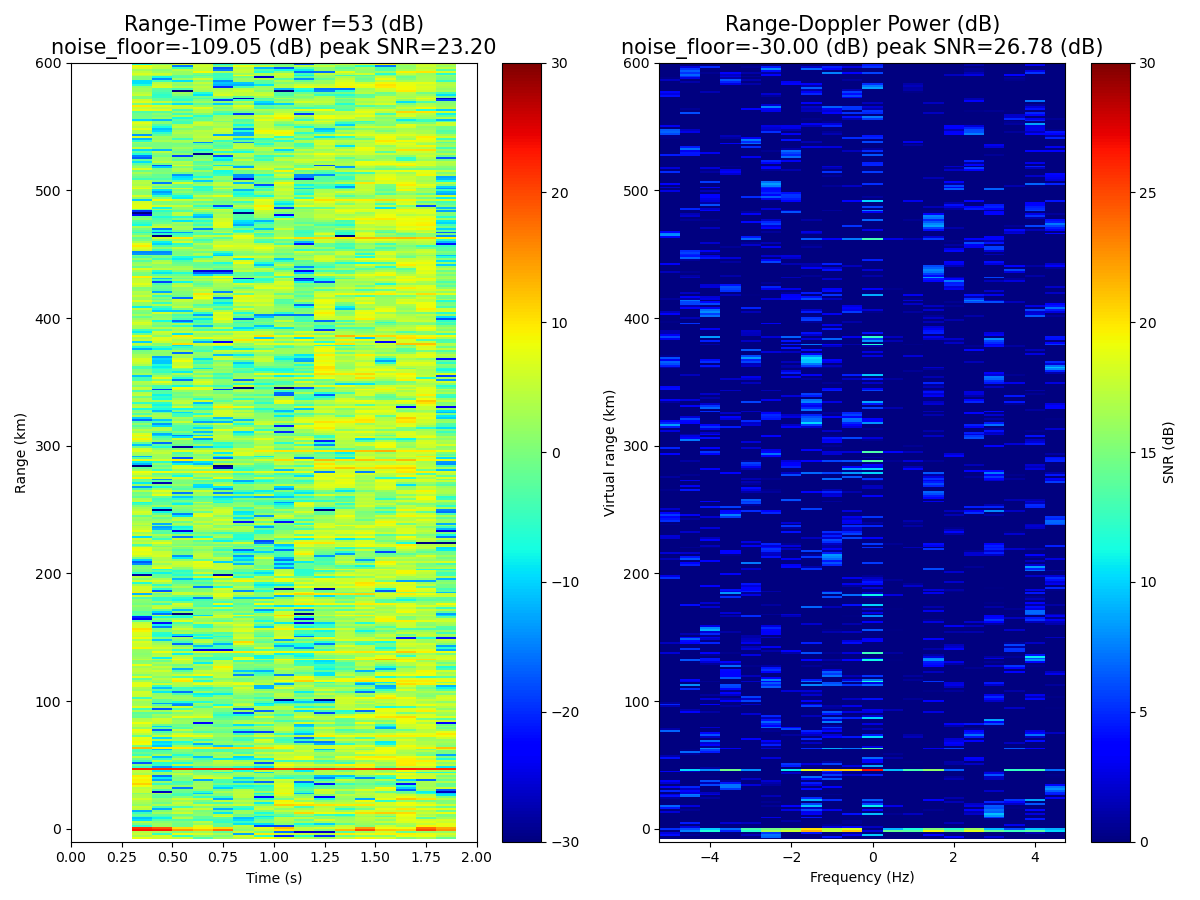 Range-Time Power f=53 (dB)
noise_floor=-109.05 (dB) peak SNR=23.20
600
500
400
300
200
100
0
Range (km)
0.00 0.25 0.50 0.75 1.00 1.25 1.50 1.75 2.00
Time (s)
30
20
10
0
−10
−20
−30
Range-Doppler Power (dB)
noise_floor=-30.00 (dB) peak SNR=26.78 (dB)
600
500
400
300
200
100
0
Virtual range (km)
−4 −2 0 2 4
Frequency (Hz)
30
25
20
15
10
5
0
SNR (dB)